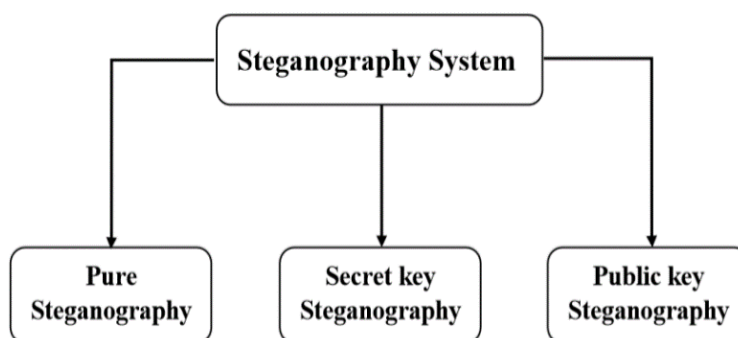 Steganography System
Pure
Steganography
Secret key
Steganography
Public key
Steganography